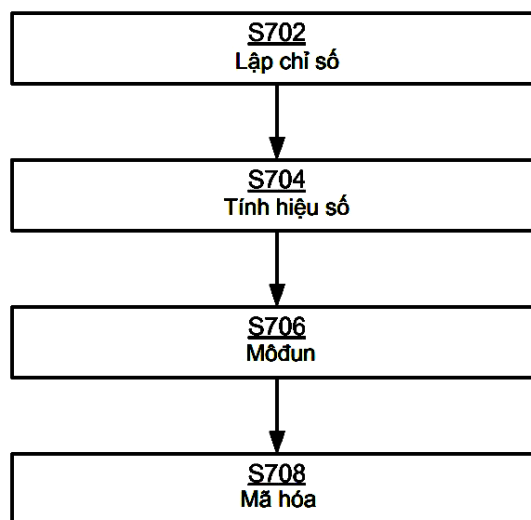 S702
Lập chỉ số
S704
Tính hiệu số
S706
Môđun
S708
Mã hóa